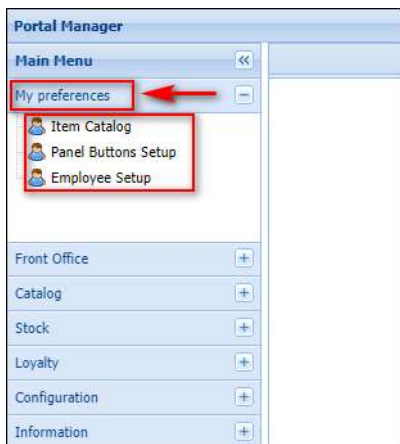 Portal Manager
Main Menu
My preferences
Item Catalog
Panel Buttons Setup
Employee Setup
Front Office
Catalog
Stock
Loyalty
Configuration
Information